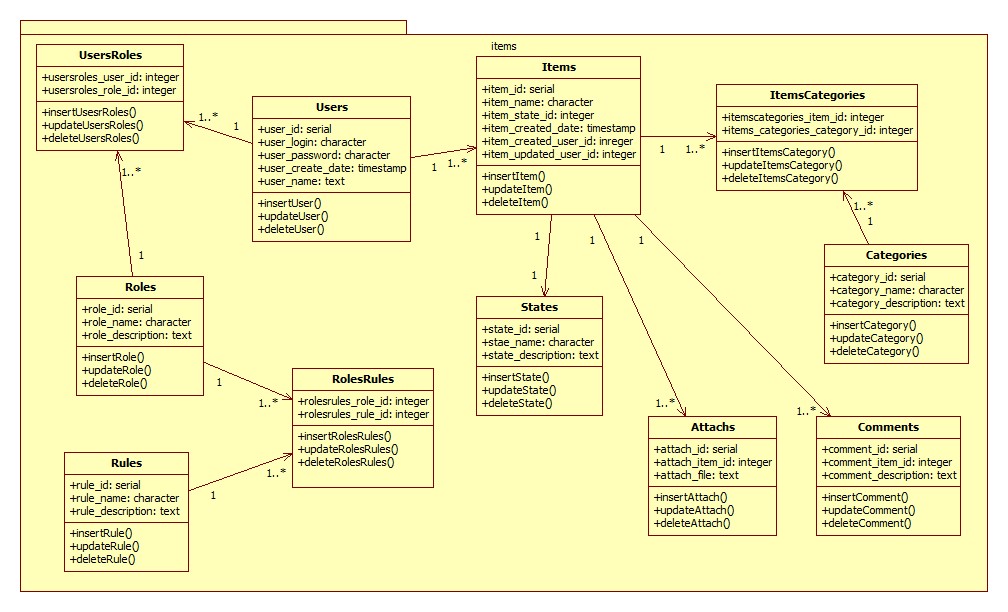 items
UsersRoles
+usersroles_user_id: integer
+usersroles_role_id: integer
+insertUsesrRoles()
+updateUsersRoles()
+deleteUsersRoles()
1..*
1
Users
+user_id: serial
+user_login: character
+user_password: character
+user_create_date: timestamp
+user_name: text
+insertUser()
+updateUser()
+deleteUser()
1
1..*
Items
+item_id: serial
+item_name: character
+item_state_id: integer
+item_created_date: timestamp
+item_created_user_id: inreger
+item_updated_user_id: integer
+insertItem()
+updateItem()
+deleteItem()
1
1..*
ItemsCategories
+itemscategories_item_id: integer
+items_categories_category_id: integer
+insertItemsCategory()
+updateItemsCategory()
+deleteItemsCategory()
1..*
1
Categories
+category_id: serial
+category_name: character
+category_description: text
+insertCategory()
+updateCategory()
+deleteCategory()
1..*
1
Roles
+role_id: serial
+role_name: character
+role_description: text
+insertRole()
+updateRole()
+deleteRole()
1
1..*
RolesRules
+rolesrules_role_id: integer
+rolesrules_rule_id: integer
+insertRolesRules()
+updateRolesRules()
+deleteRolesRules()
1..*
1
Rules
+rule_id: serial
+rule_name: character
+rule_description: text
+insertRule()
+updateRule()
+deleteRule()
1
1
States
+state_id: serial
+stae_name: character
+state_description: text
+insertState()
+updateState()
+deleteState()
1
1..*
Attachs
+attach_id: serial
+attach_item_id: integer
+attach_file: text
+insertAttach()
+updateAttach()
+deleteAttach()
1
1..*
Comments
+comment_id: serial
+comment_item_id: integer
+comment_description: text
+insertComment()
+updateComment()
+deleteComment()